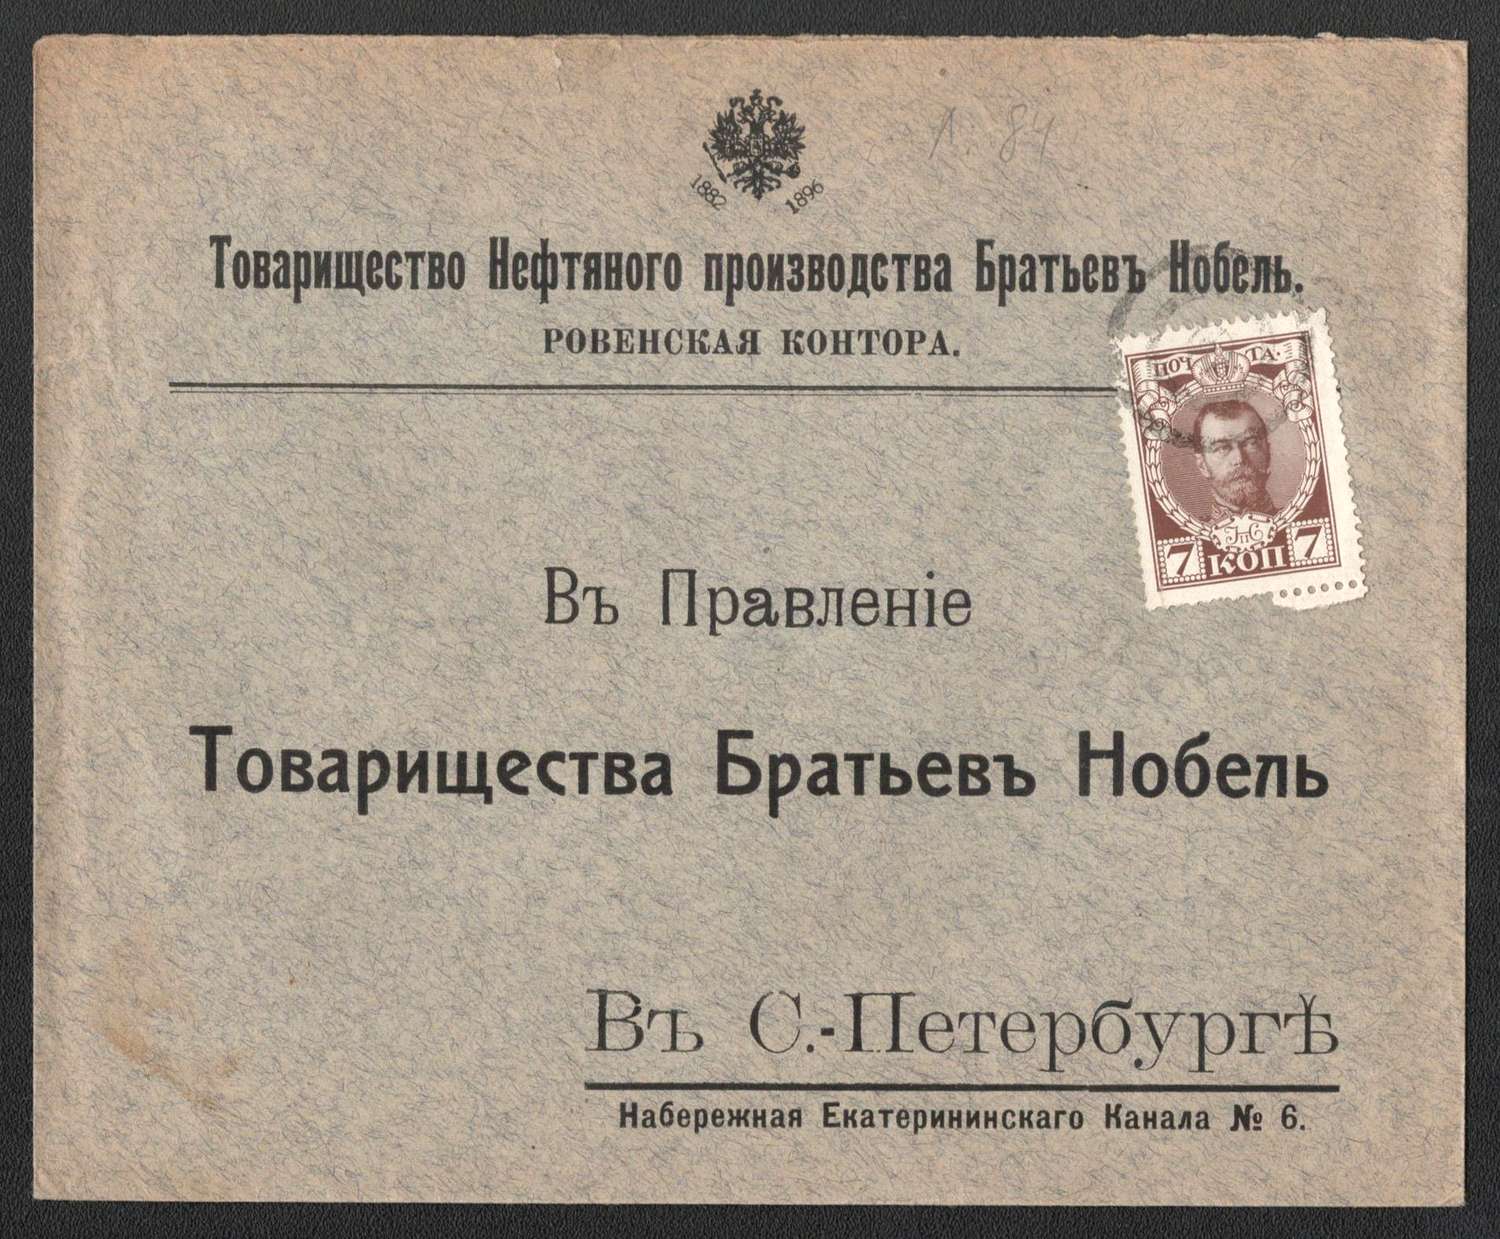 1882 1896
1. 81
Товарищество Нефтяного производства Братьевъ Нобель.
РОВЕНСКАЯ КОНТОРА.
ПОЧТА.
7 КОП 7
Въ Правленіе
Товарищества Братьевъ Нобель
Въ С.-Петербургѣ
Набережная Екатерининскаго Канала № 6.